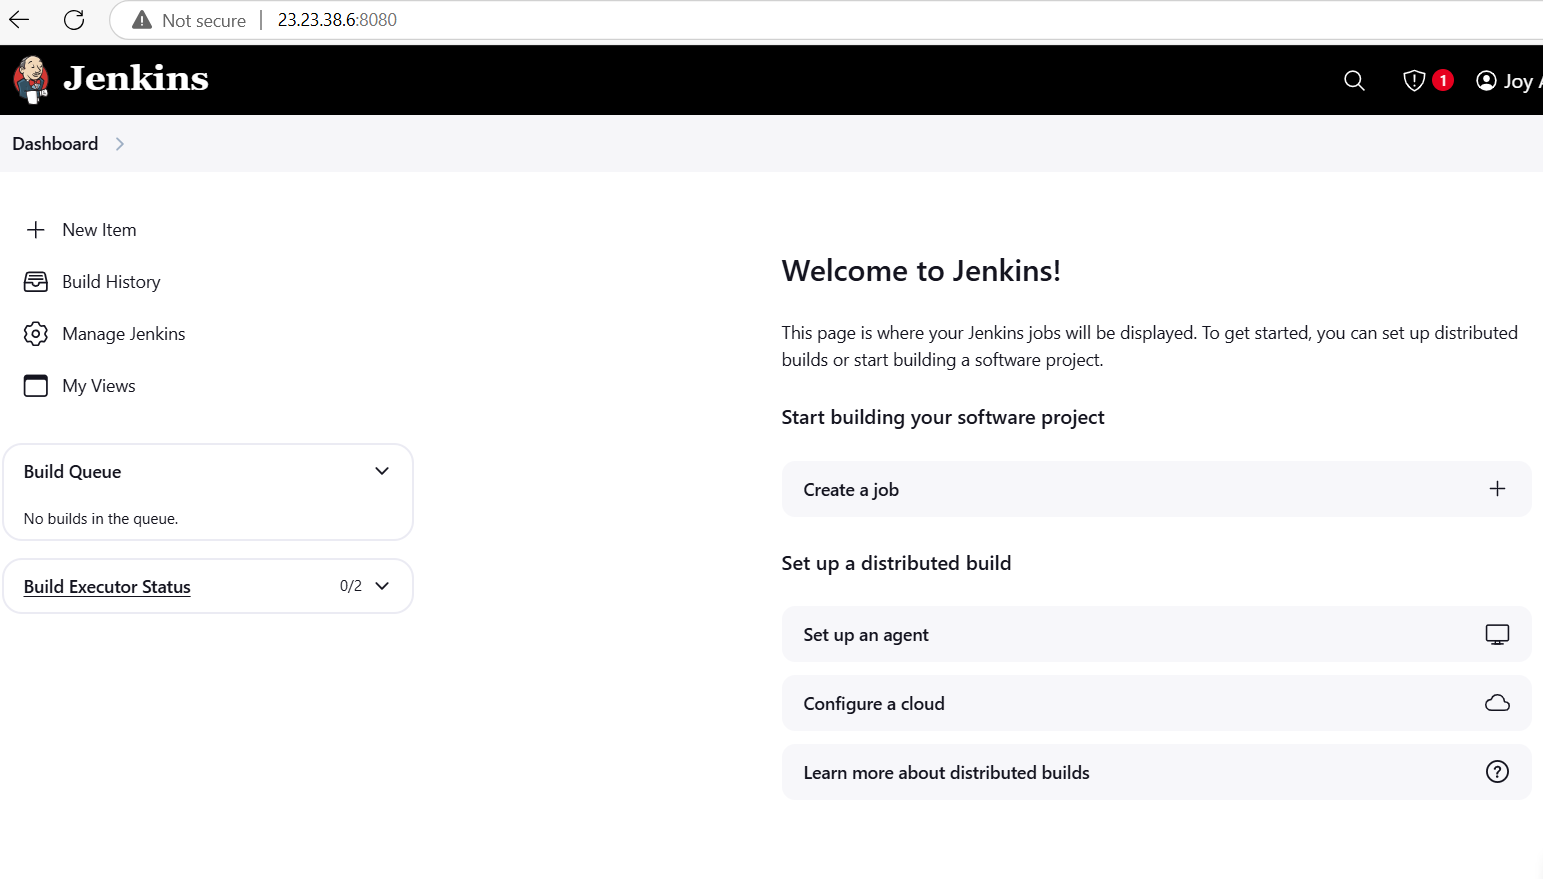 Not secure | 23.23.38.6:8080
Jenkins
1
Joy
Dashboard
New Item
Build History
Manage Jenkins
My Views
Build Queue
No builds in the queue.
Build Executor Status
0/2
Welcome to Jenkins!
This page is where your Jenkins jobs will be displayed. To get started, you can set up distributed
builds or start building a software project.
Start building your software project
Create a job
Set up a distributed build
Set up an agent
Configure a cloud
Learn more about distributed builds